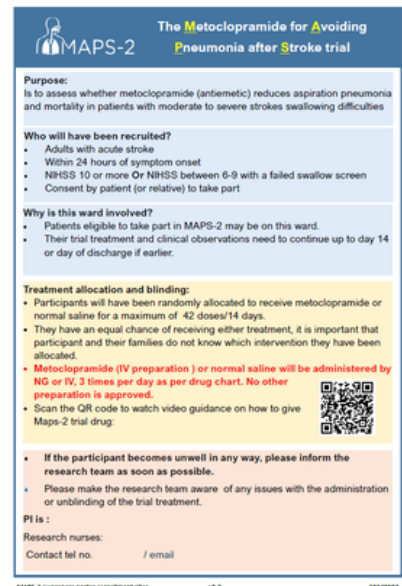 MAPS-2
The Metoclopramide for Avoiding
Pneumonia after Stroke trial
Purpose:
Is to assess whether metoclopramide (antiemetic) reduces aspiration pneumonia
and mortality in patients with moderate to severe strokes swallowing difficulties
Who will have been recruited?
• Adults with acute stroke
• Within 24 hours of symptom onset
• NIHSS 10 or more Or NIHSS between 6-9 with a failed swallow screen
• Consent by patient (or relative) to take part
Why is this ward involved?
• Patients eligible to take part in MAPS-2 may be on this ward.
• Their trial treatment and clinical observations need to continue up to day 14
or day of discharge if earlier.
Treatment allocation and blinding:
• Participants will have been randomly allocated to receive metoclopramide or
normal saline for a maximum of 42 doses/14 days.
• They have an equal chance of receiving either treatment, it is important that
participant and their families do not know which intervention they have been
allocated.
• Metoclopramide (IV preparation ) or normal saline will be administered by
NG or IV, 3 times per day as per drug chart. No other
preparation is approved.
• Scan the QR code to watch video guidance on how to give
Maps-2 trial drug:
• If the participant becomes unwell in any way, please inform the
research team as soon as possible.
• Please make the research team aware of any issues with the administration
or unblinding of the trial treatment.
PI is :
Research nurses:
Contact tel no. / email